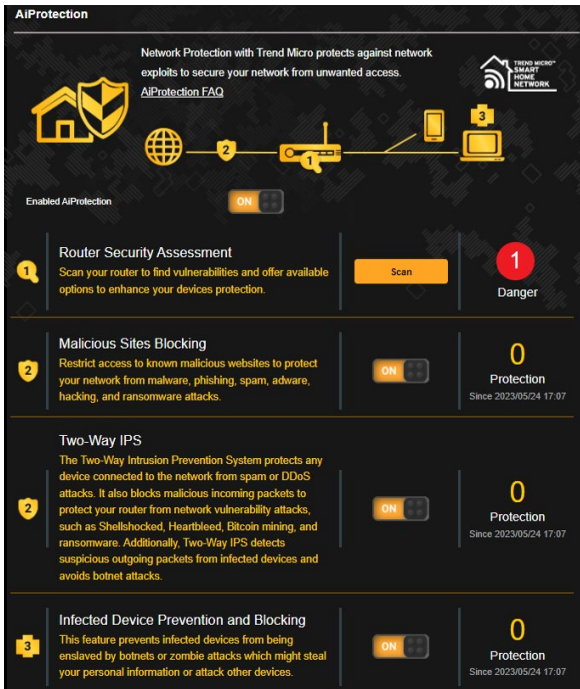 AiProtection
Network Protection with Trend Micro protects against network
exploits to secure your network from unwanted access.
AiProtection FAQ
TREND MICRO™
SMART
HOME
NETWORK
3
2
1
Enabled AiProtection
ON
1
Router Security Assessment
Scan your router to find vulnerabilities and offer available
options to enhance your devices protection.
Scan
1
Danger
2
Malicious Sites Blocking
Restrict access to known malicious websites to protect
your network from malware, phishing, spam, adware,
hacking, and ransomware attacks.
ON
0
Protection
Since 2023/05/24 17:07
2
Two-Way IPS
The Two-Way Intrusion Prevention System protects any
device connected to the network from spam or DDoS
attacks. It also blocks malicious incoming packets to
protect your router from network vulnerability attacks,
such as Shellshocked, Heartbleed, Bitcoin mining, and
ransomware. Additionally, Two-Way IPS detects
suspicious outgoing packets from infected devices and
avoids botnet attacks.
ON
0
Protection
Since 2023/05/24 17:07
3
Infected Device Prevention and Blocking
This feature prevents infected devices from being
enslaved by botnets or zombie attacks which might steal
your personal information or attack other devices.
ON
0
Protection
Since 2023/05/24 17:07